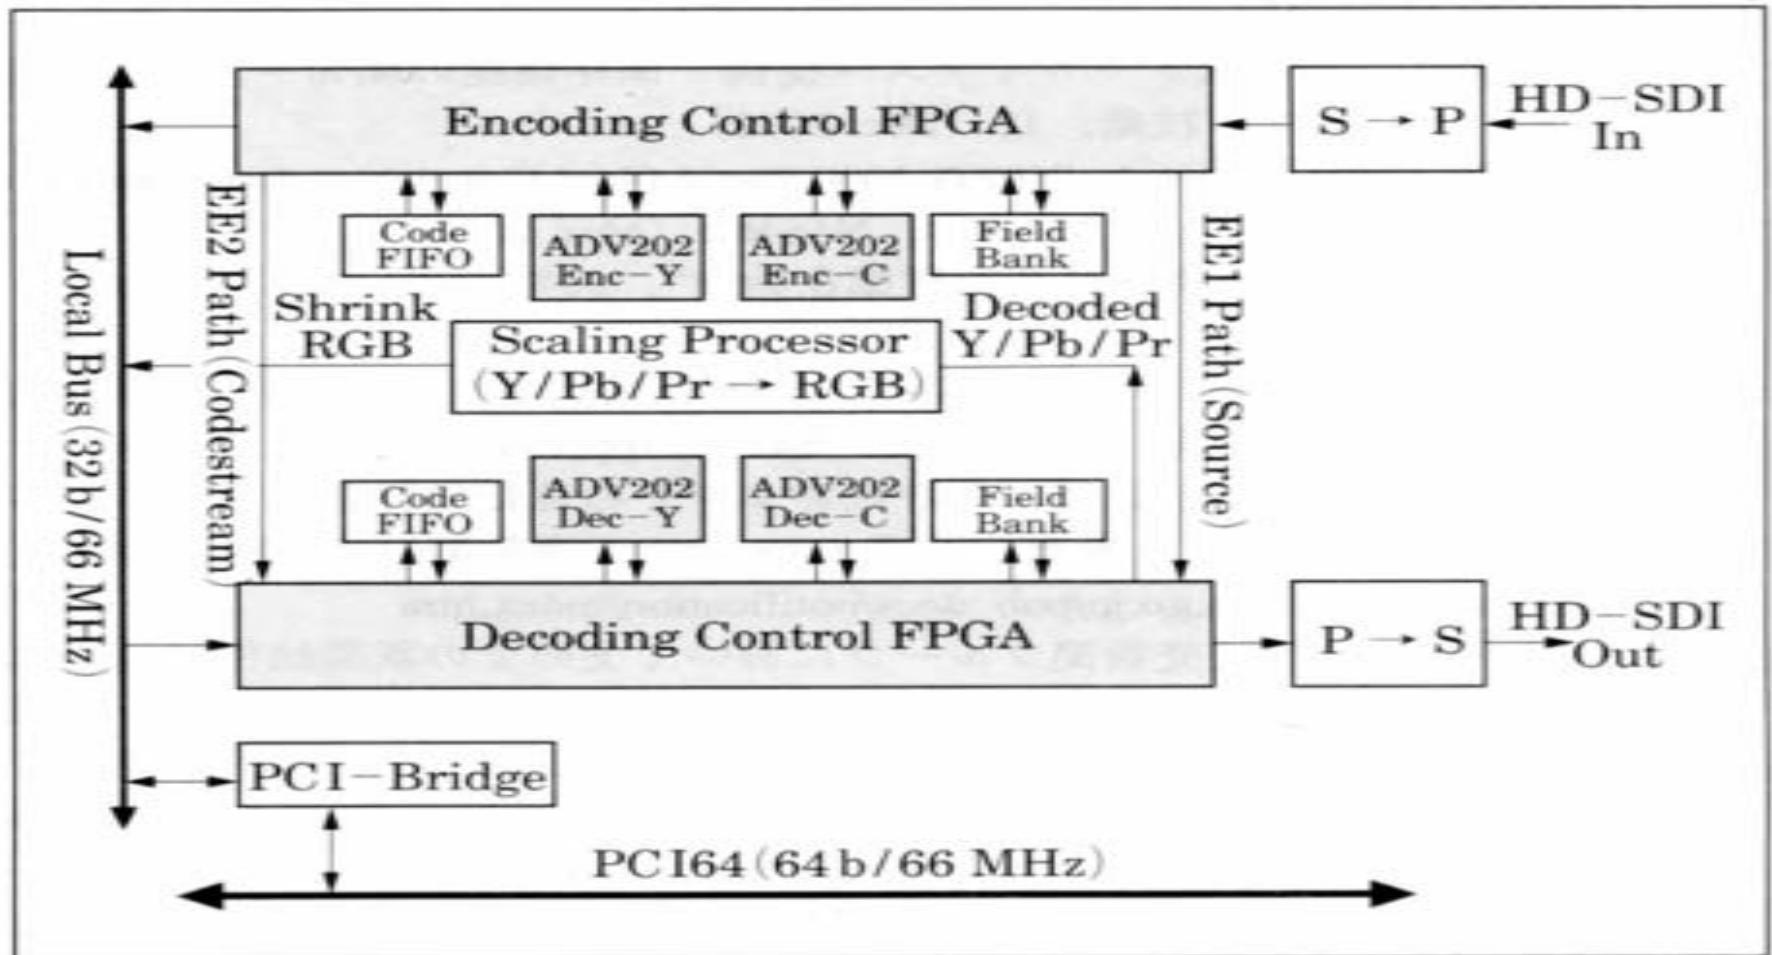 Encoding Control FPGA
S → P
HD-SDI
In
Code
FIFO
ADV202
Enc-Y
ADV202
Enc-C
Field
Bank
Local Bus(32b/66 MHz)
EE2 Path(Codestream)
EE1 Path(Source)
Shrink
RGB
Scaling Processor
(Y/Pb/Pr → RGB)
Decoded
Y/Pb/Pr
Code
FIFO
ADV202
Dec-Y
ADV202
Dec-C
Field
Bank
Decoding Control FPGA
P → S
HD-SDI
Out
PCI-Bridge
PCI64(64b/66 MHz)